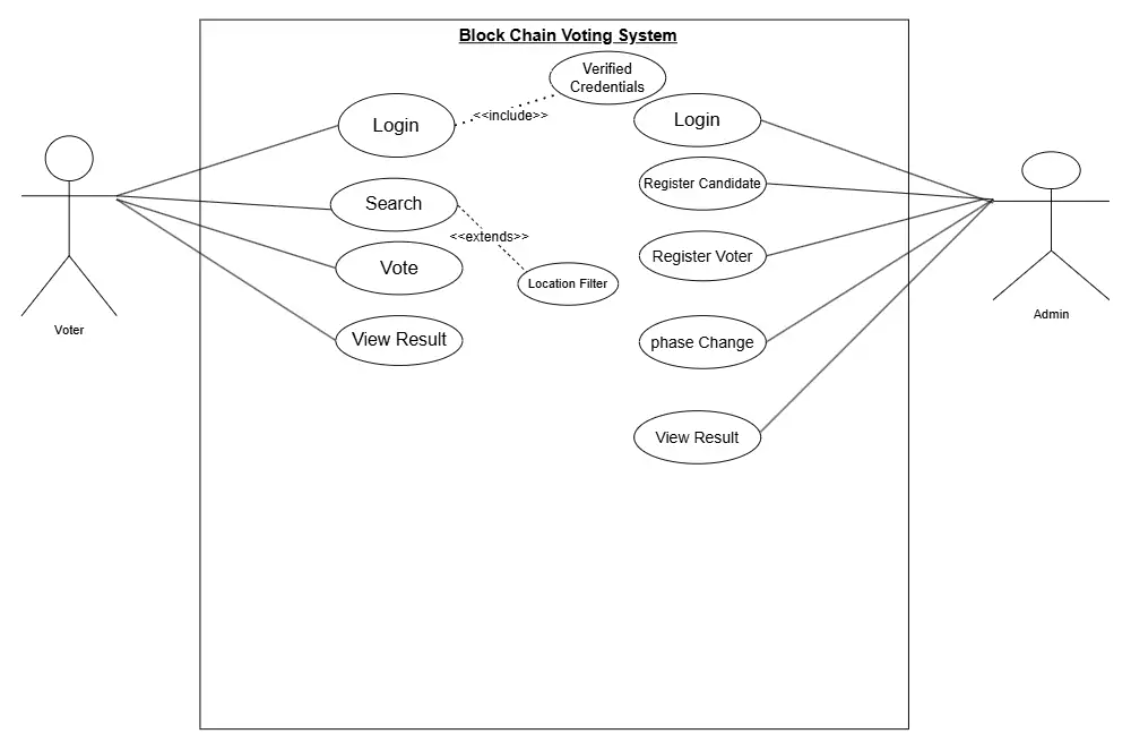 Block Chain Voting System
Verified
Credentials
Login
<<include>>
Login
Search
Register Candidate
<<extends>>
Vote
Register Voter
Location Filter
View Result
phase Change
View Result
Voter
Admin